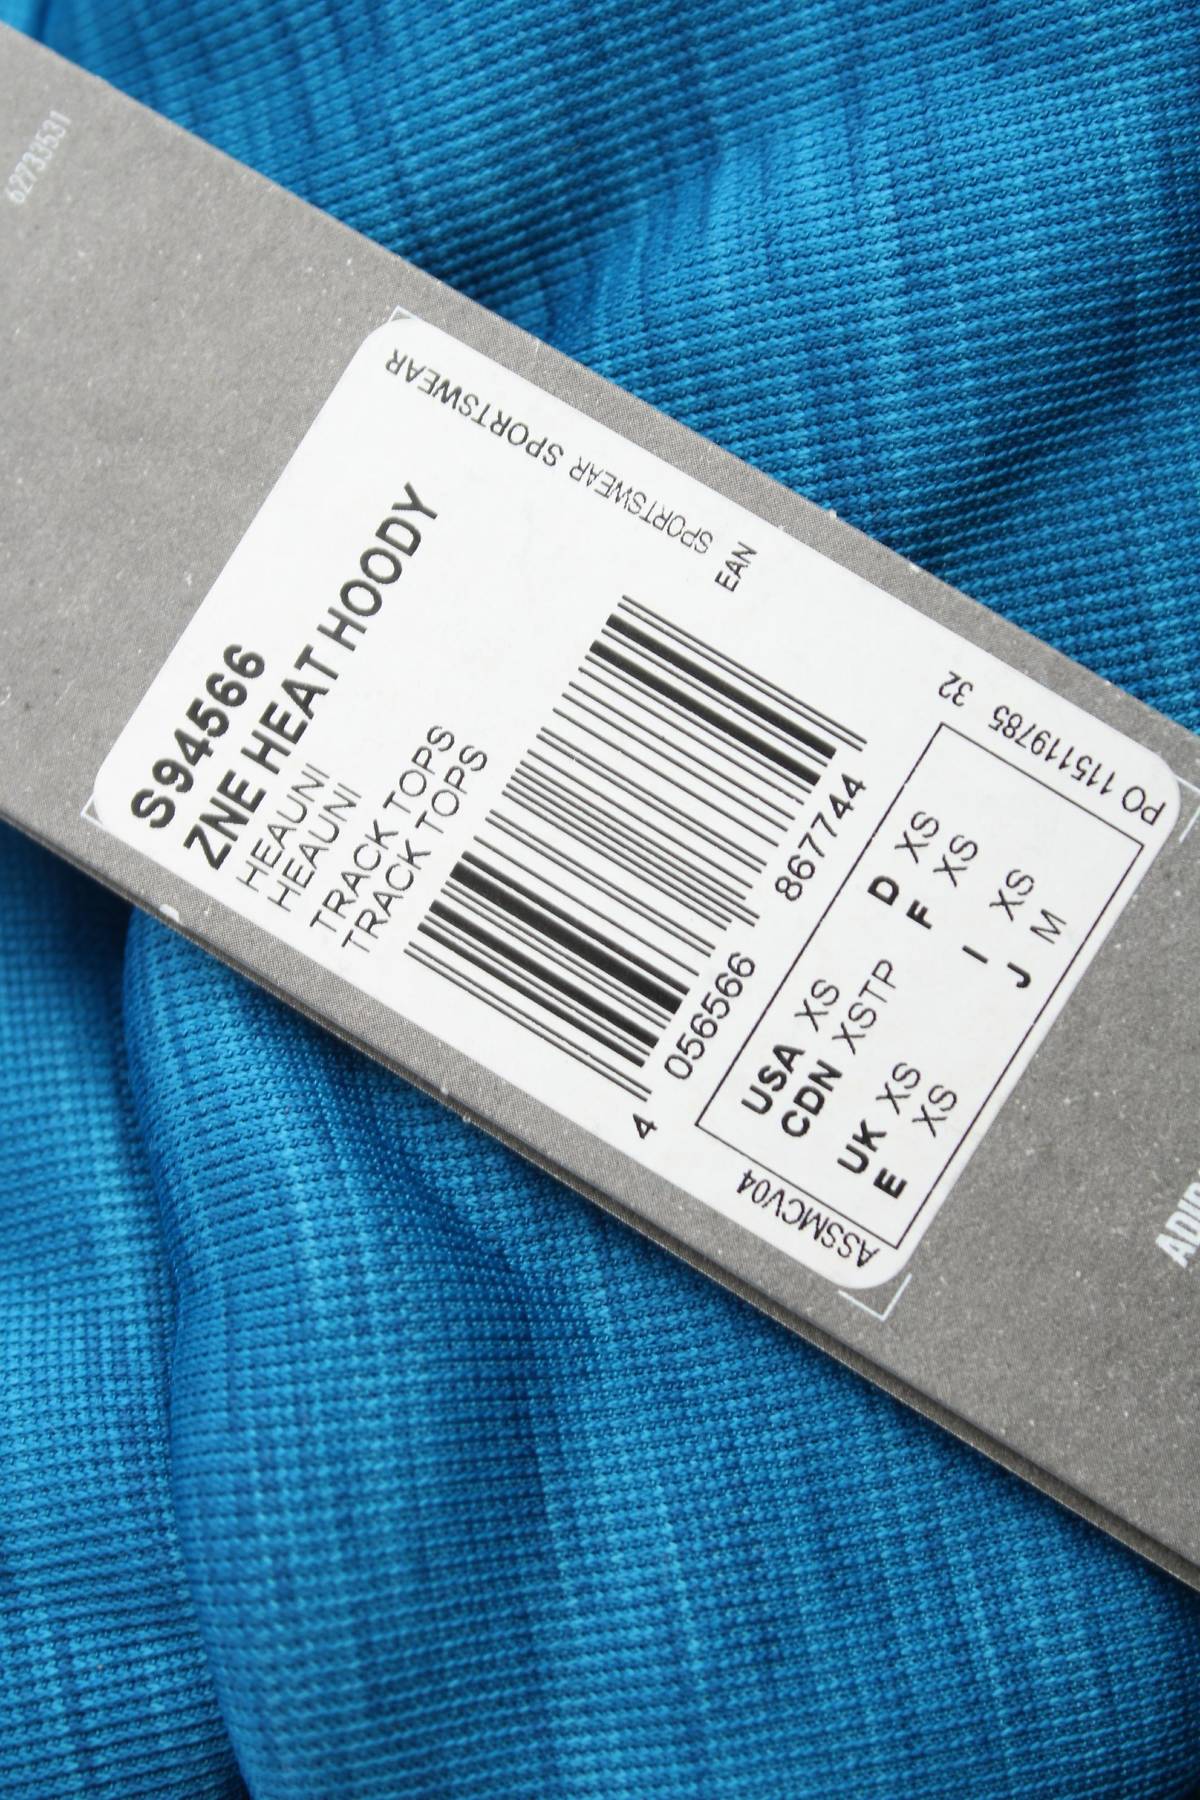 62733531
SPORTSWEAR SPORTSWEAR SPORTSWEAR
S94566
ZNE HEAT HOODY
HEAUNI
HEAUNI
TRACK TOPS
TRACK TOPS
EAN
4 056566 867744
USA XS D XS
CDN XSTP F XS
UK XS I XS
E XS J M
PO 115119785 32
ASSMCV04